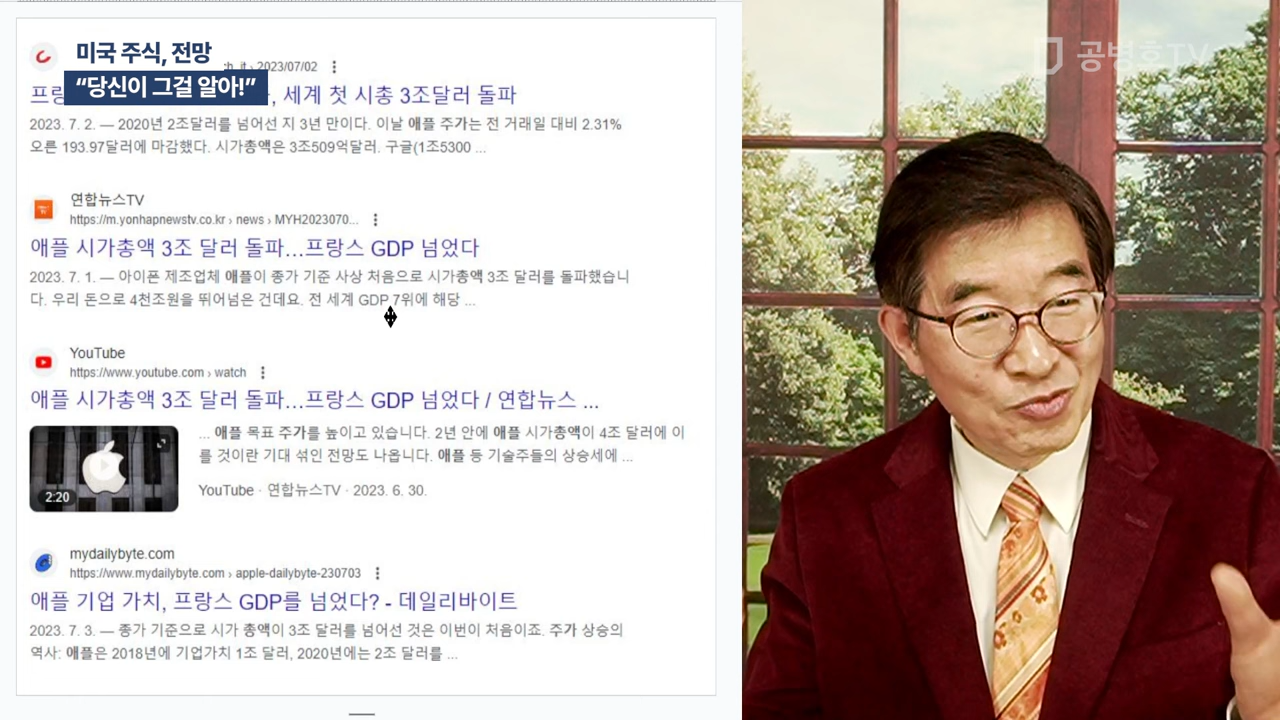 미국 주식, 전망
“당신이 그걸 알아!”
2023/07/02
, 세계 첫 시총 3조달러 돌파
2023. 7. 2. — 2020년 2조달러를 넘어선 지 3년 만이다. 이날 애플 주가는 전 거래일 대비 2.31%
오른 193.97달러에 마감했다. 시가총액은 3조509억달러. 구글(1조5300 ...
연합뉴스TV
https://m.yonhapnewstv.co.kr › news › MYH2023070...
애플 시가총액 3조 달러 돌파...프랑스 GDP 넘었다
2023. 7. 1. — 아이폰 제조업체 애플이 종가 기준 사상 처음으로 시가총액 3조 달러를 돌파했습니
다. 우리 돈으로 4천조원을 뛰어넘은 건데요. 전 세계 GDP 7위에 해당 ...
YouTube
https://www.youtube.com › watch
애플 시가총액 3조 달러 돌파...프랑스 GDP 넘었다 / 연합뉴스 ...
... 애플 목표 주가를 높이고 있습니다. 2년 안에 애플 시가총액이 4조 달러에 이
를 것이란 기대 섞인 전망도 나옵니다. 애플 등 기술주들의 상승세에 ...
2:20
YouTube · 연합뉴스TV · 2023. 6. 30.
mydailybyte.com
https://www.mydailybyte.com › apple-dailybyte-230703
애플 기업 가치, 프랑스 GDP를 넘었다? - 데일리바이트
2023. 7. 3. — 종가 기준으로 시가 총액이 3조 달러를 넘어선 것은 이번이 처음이죠. 주가 상승의
역사: 애플은 2018년에 기업가치 1조 달러, 2020년에는 2조 달러를 ...
공병호TV